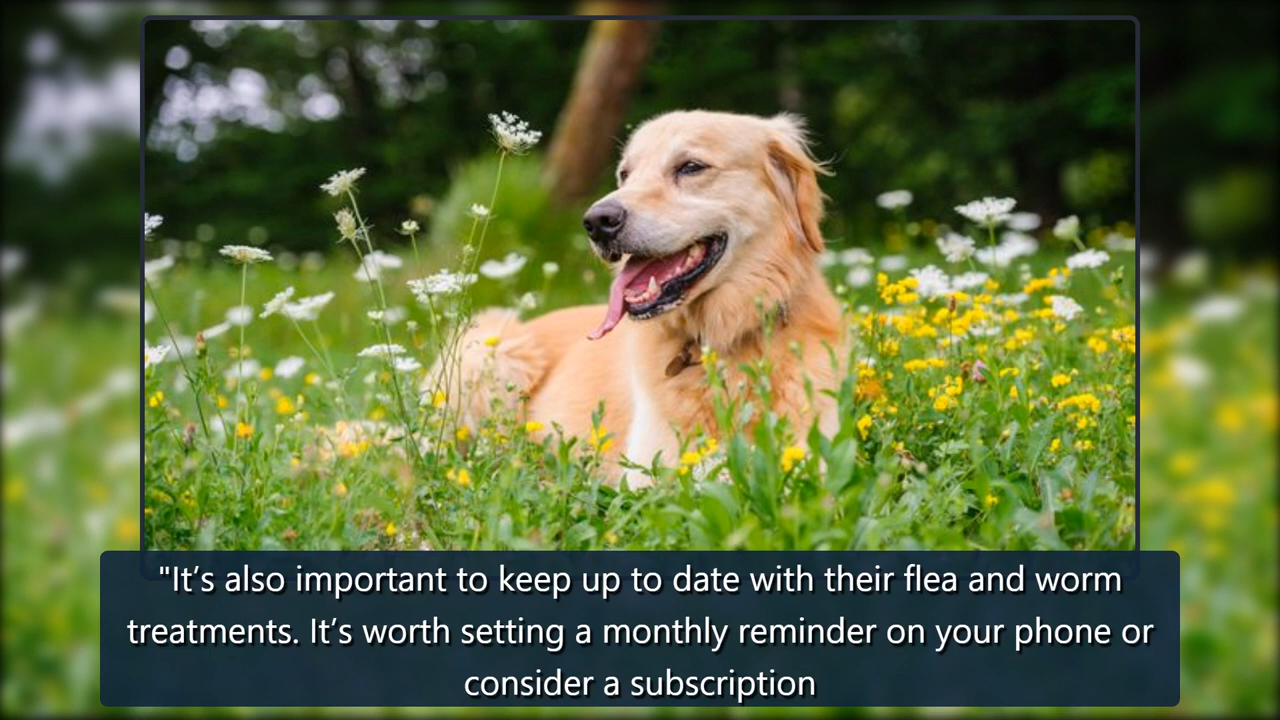 "It’s also important to keep up to date with their flea and worm
treatments. It’s worth setting a monthly reminder on your phone or
consider a subscription